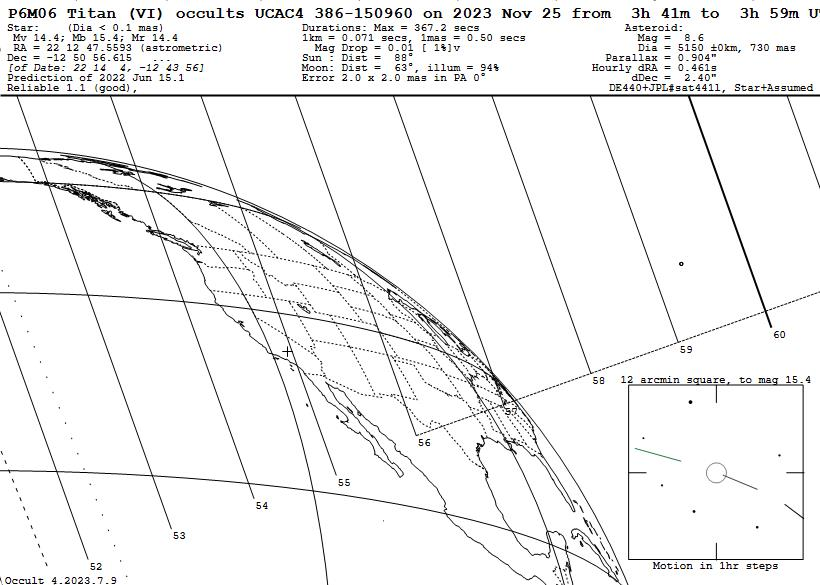 P6M06 Titan (VI) occults UCAC4 386-150960 on 2023 Nov 25 from 3h 41m to 3h 59m U
Star: (Dia < 0.1 mas)
Mv 14.4; Mb 15.4; Mr 14.4
RA = 22 12 47.5593 (astrometric)
Dec = -12 50 56.615 ...
[of Date: 22 14 4, -12 43 56]
Prediction of 2022 Jun 15.1
Reliable 1.1 (good),
Durations: Max = 367.2 secs
1km = 0.071 secs, 1mas = 0.50 secs
Mag Drop = 0.01 [ 1%]v
Sun : Dist = 88°
Moon: Dist = 63°, illum = 94%
Error 2.0 x 2.0 mas in PA 0°
Asteroid:
Mag = 8.6
Dia = 5150 ±0km, 730 mas
Parallax = 0.904"
Hourly dRA = 0.461s
dDec = 2.40"
DE440+JPL#sat441l, Star+Assumed
60
59
58
57
56
55
54
53
52
12 arcmin square, to mag 15.4
Motion in 1hr steps
Occult 4.2023.7.9